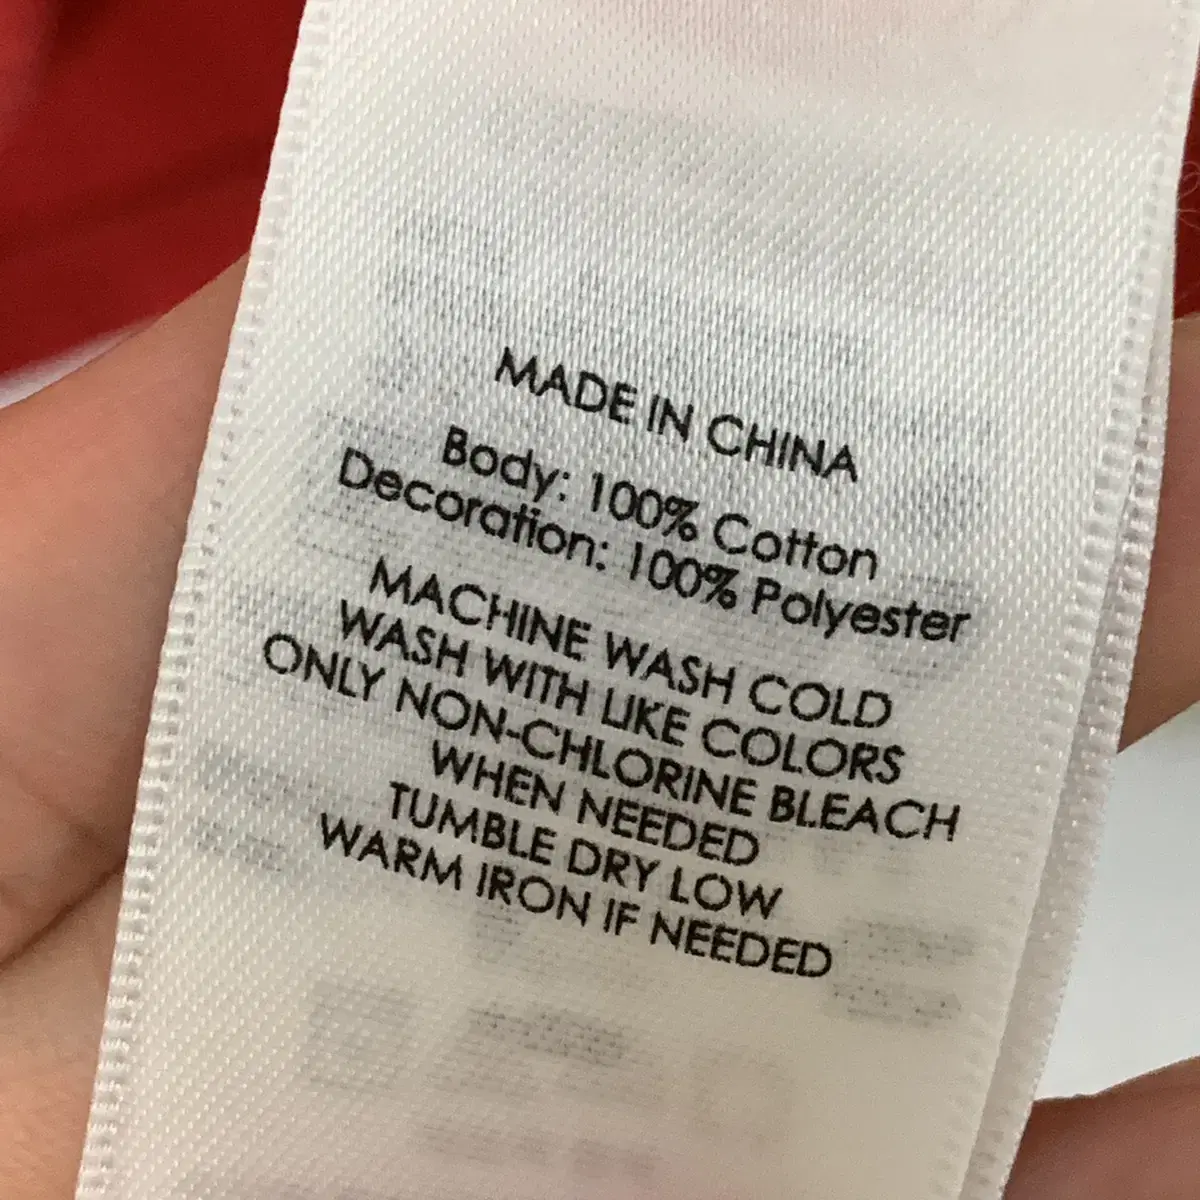 MADE IN CHINA
Body: 100% Cotton
Decoration: 100% Polyester
MACHINE WASH COLD
WASH WITH LIKE COLORS
ONLY NON-CHLORINE BLEACH
WHEN NEEDED
TUMBLE DRY LOW
WARM IRON IF NEEDED